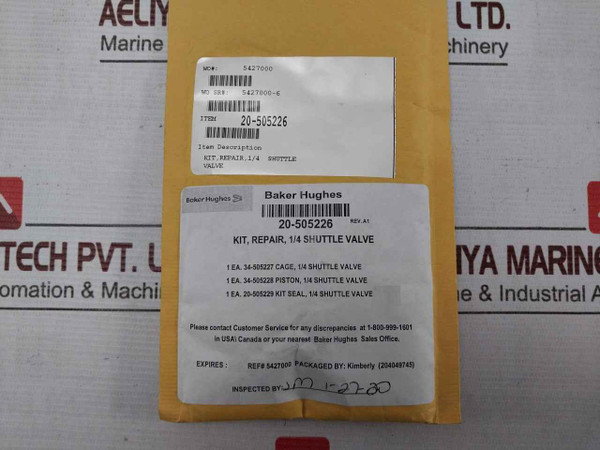 AELIYA
LTD.
Marine
chinery
WO#: 5427000
WO SE#: 5427000-6
ITEM 20-505226
Item Description
KIT,REPAIR,1/4 SHUTTLE
VALVE
Baker Hughes
Baker Hughes
20-505226 REV. A1
KIT, REPAIR, 1/4 SHUTTLE VALVE
1 EA. 34-505227 CAGE, 1/4 SHUTTLE VALVE
1 EA. 34-505228 PISTON, 1/4 SHUTTLE VALVE
1 EA. 20-505229 KIT SEAL, 1/4 SHUTTLE VALVE
Please contact Customer Service for any discrepancies at 1-800-999-1601
in USA\ Canada or your nearest Baker Hughes Sales Office.
EXPIRES : REF# 5427000 PACKAGED BY: Kimberly (204049745)
INSPECTED BY: JM 1-27-20
TECH PVT. L
LIYA MARINE
omation & Machine
e & Industrial A